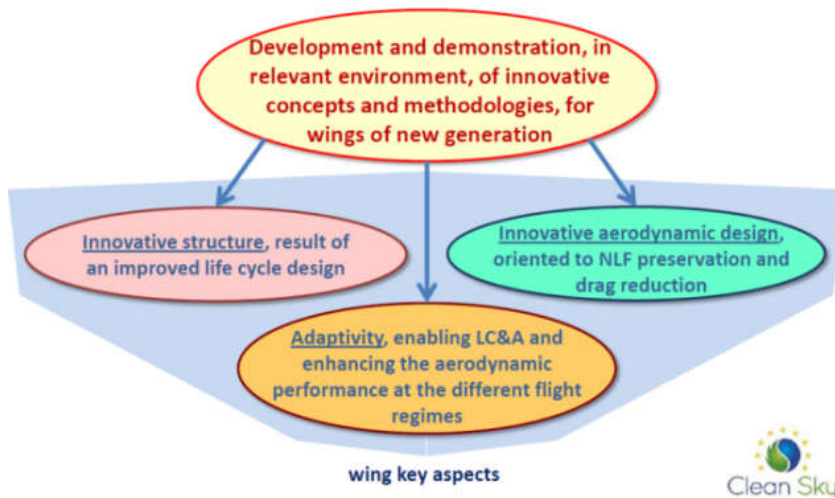 Development and demonstration, in
relevant environment, of innovative
concepts and methodologies, for
wings of new generation
Innovative structure, result of
an improved life cycle design
Innovative aerodynamic design,
oriented to NLF preservation and
drag reduction
Adaptivity, enabling LC&A and
enhancing the aerodynamic
performance at the different flight
regimes
wing key aspects
Clean Sky